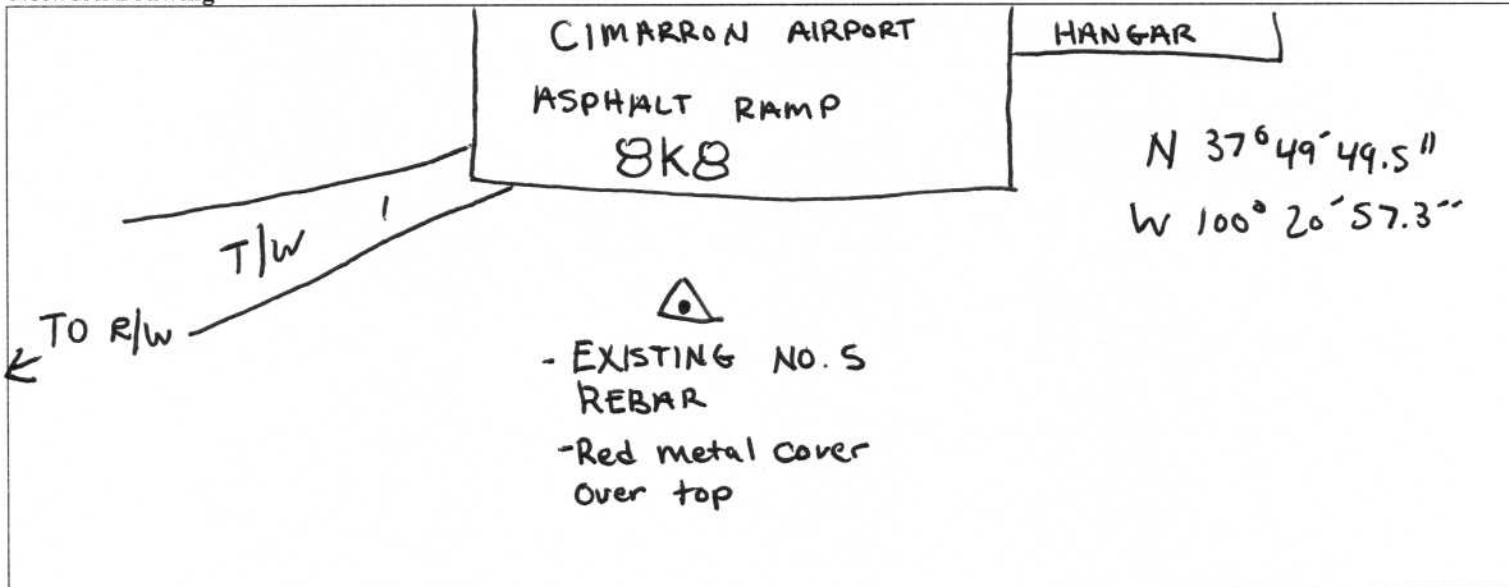 CIMARRON AIRPORT
HANGAR
ASPHALT RAMP
8K8
N 37° 49' 49.5"
W 100° 20' 57.3"
T/W
TO R/W
- EXISTING NO. 5
REBAR
- Red metal cover
over top